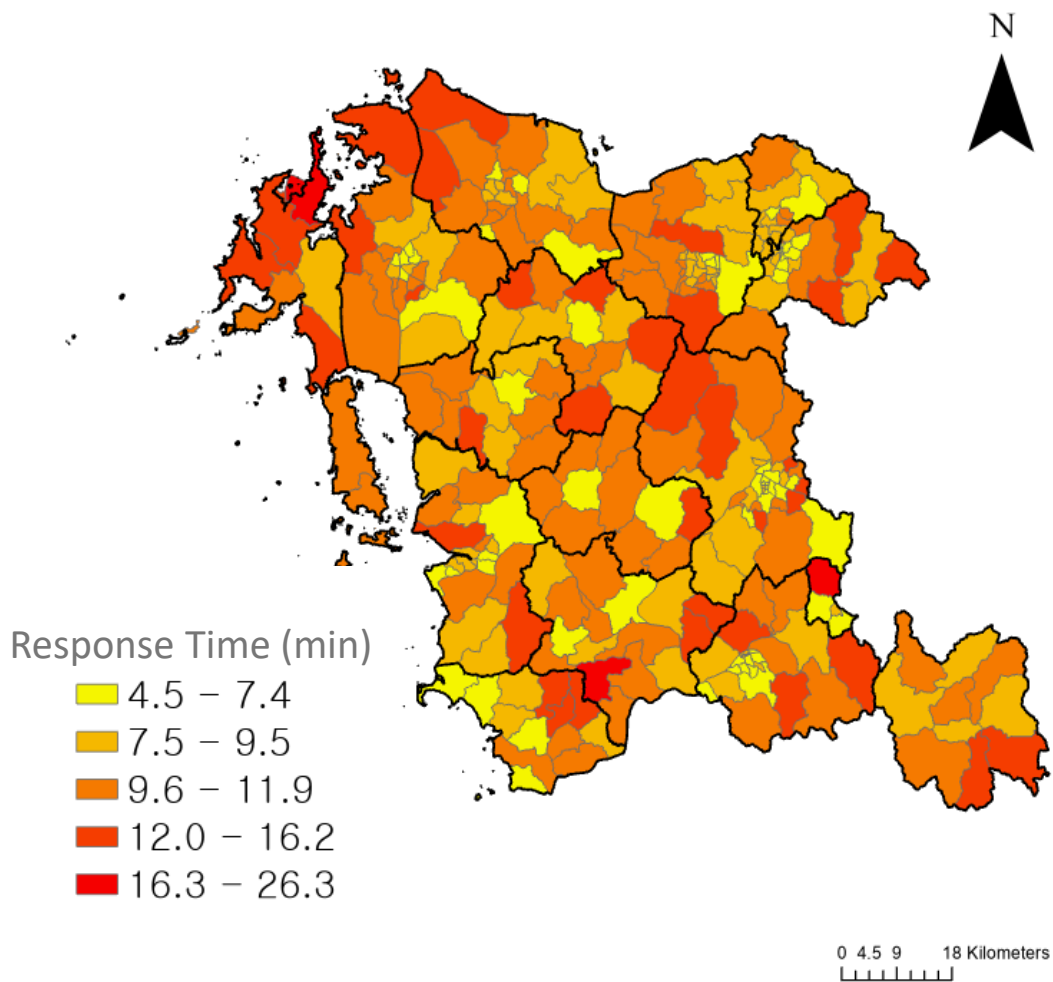 N
Response Time (min)
4.5 – 7.4
7.5 – 9.5
9.6 – 11.9
12.0 – 16.2
16.3 – 26.3
0 4.5 9 18 Kilometers